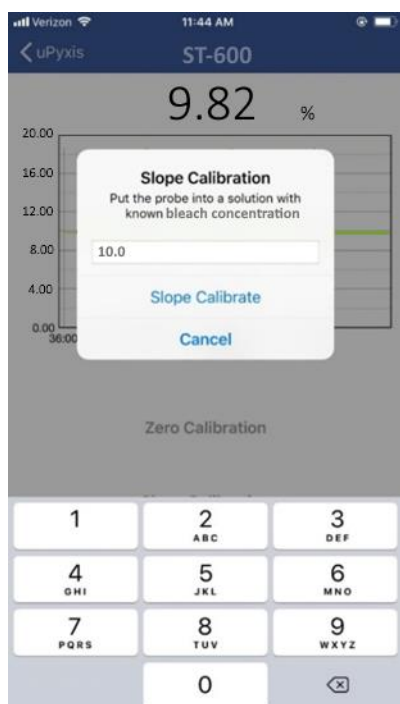 Verizon 11:44 AM
uPyxis ST-600
9.82 %
20.00
16.00
12.00
8.00
4.00
0.00
36:00
Slope Calibration
Put the probe into a solution with
known bleach concentration
10.0
Slope Calibrate
Cancel
Zero Calibration
1 2 3
ABC DEF
4 5 6
GHI JKL MNO
7 8 9
PQRS TUV WXYZ
0